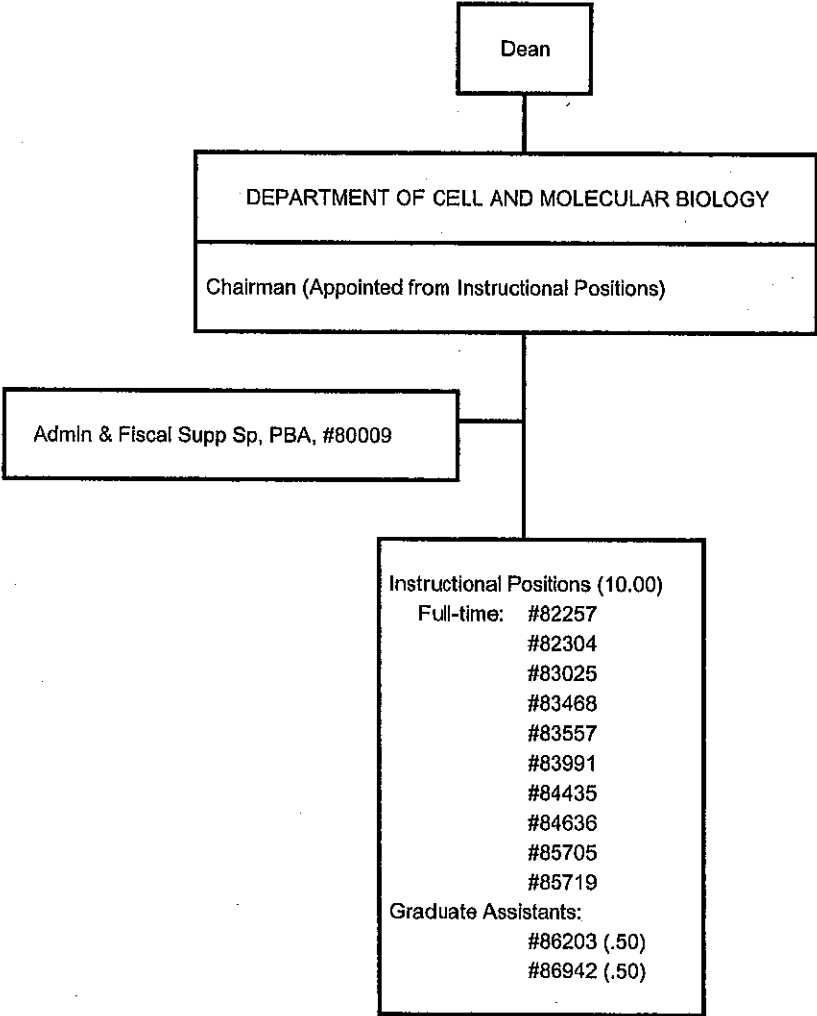 Dean
DEPARTMENT OF CELL AND MOLECULAR BIOLOGY
Chairman (Appointed from Instructional Positions)
Admin & Fiscal Supp Sp, PBA, #80009
Instructional Positions (10.00)
Full-time: #82257
#82304
#83025
#83468
#83557
#83991
#84435
#84636
#85705
#85719
Graduate Assistants:
#86203 (.50)
#86942 (.50)